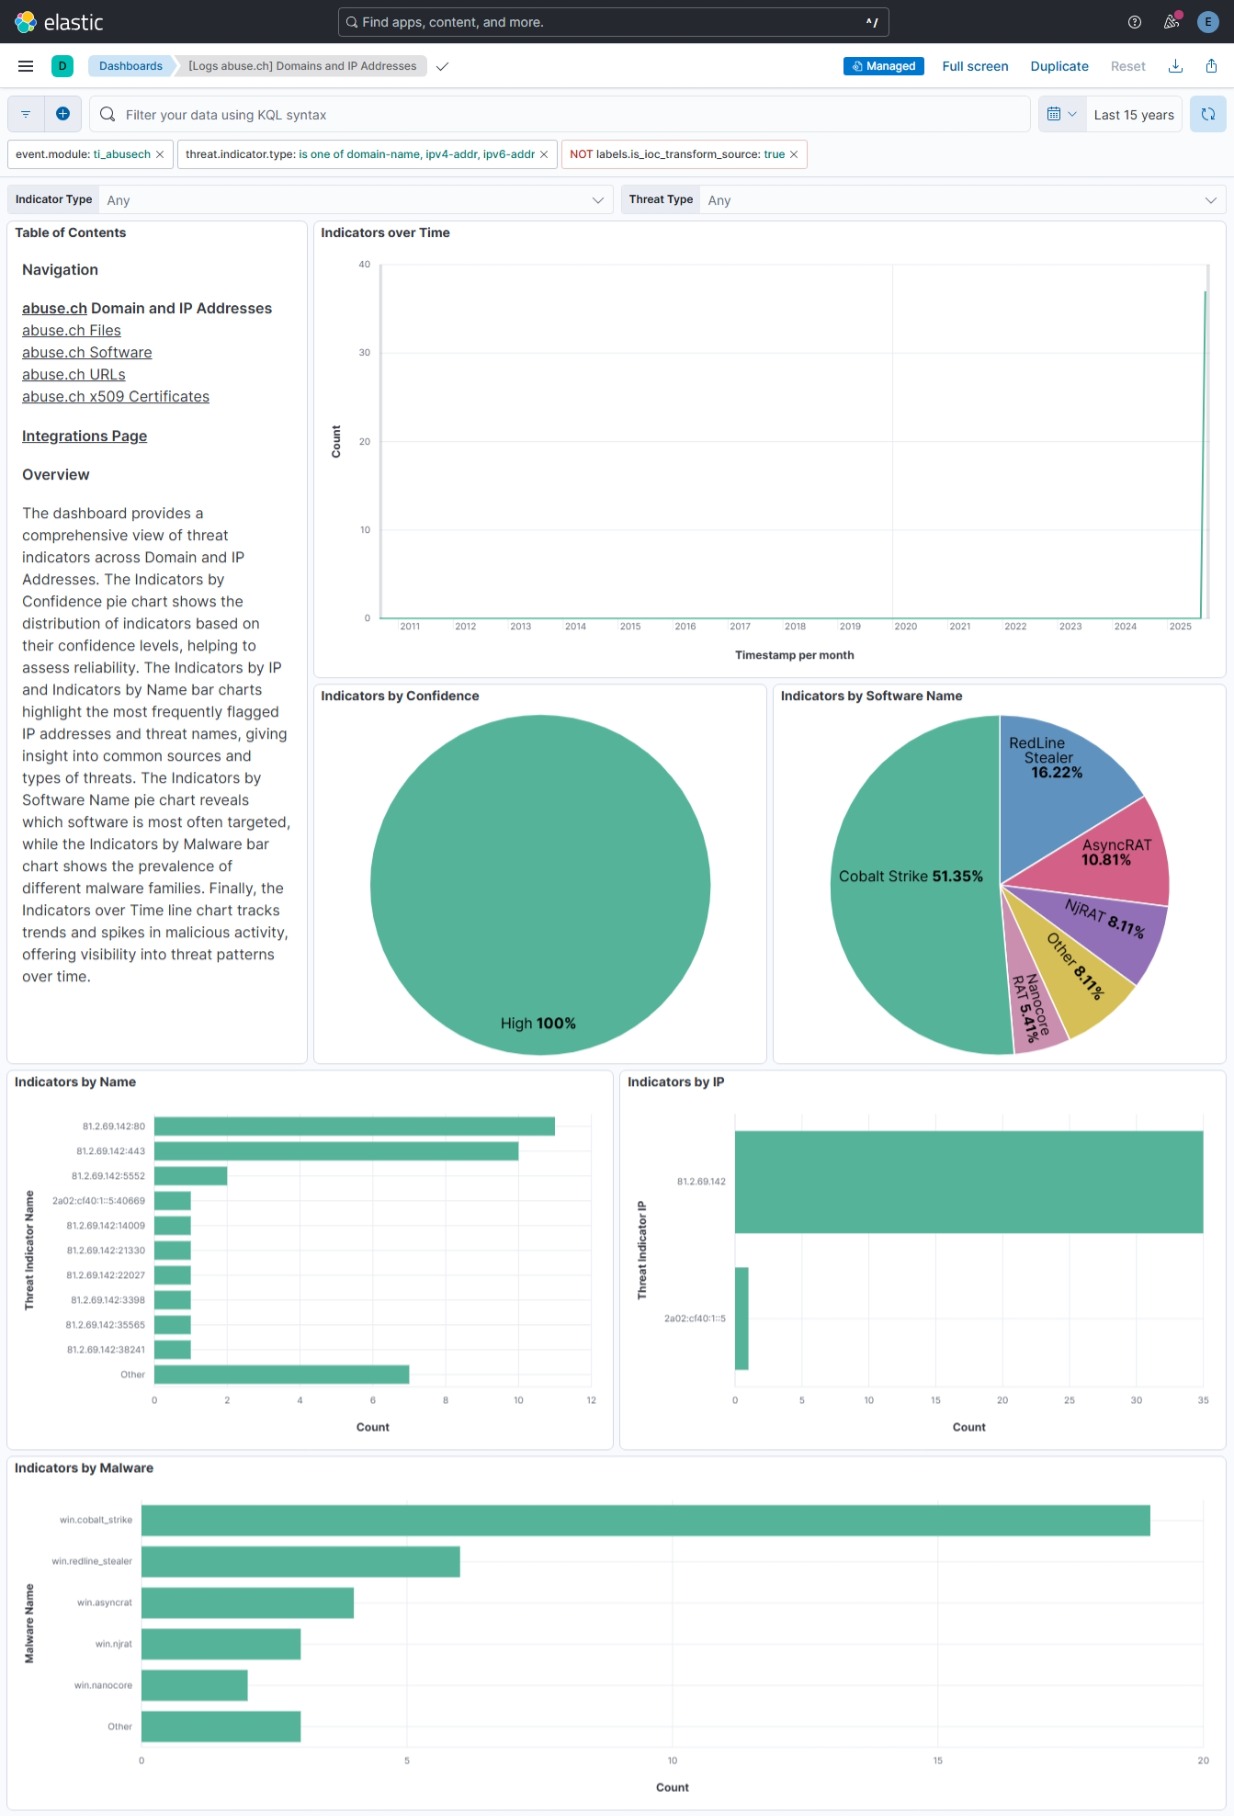 elastic
Find apps, content, and more.
^/
E
D
Dashboards
[Logs abuse.ch] Domains and IP Addresses
Managed
Full screen
Duplicate
Reset
Filter your data using KQL syntax
Last 15 years
event.module: ti_abusech
threat.indicator.type: is one of domain-name, ipv4-addr, ipv6-addr
NOT labels.is_ioc_transform_source: true
Indicator Type Any
Threat Type Any
Table of Contents
Navigation
abuse.ch Domain and IP Addresses
abuse.ch Files
abuse.ch Software
abuse.ch URLs
abuse.ch x509 Certificates
Integrations Page
Overview
The dashboard provides a
comprehensive view of threat
indicators across Domain and IP
Addresses. The Indicators by
Confidence pie chart shows the
distribution of indicators based on
their confidence levels, helping to
assess reliability. The Indicators by IP
and Indicators by Name bar charts
highlight the most frequently flagged
IP addresses and threat names, giving
insight into common sources and
types of threats. The Indicators by
Software Name pie chart reveals
which software is most often targeted,
while the Indicators by Malware bar
chart shows the prevalence of
different malware families. Finally, the
Indicators over Time line chart tracks
trends and spikes in malicious activity,
offering visibility into threat patterns
over time.
Indicators over Time
Count
40
30
20
10
0
2011 2012 2013 2014 2015 2016 2017 2018 2019 2020 2021 2022 2023 2024 2025
Timestamp per month
Indicators by Confidence
High 100%
Indicators by Software Name
RedLine
Stealer
16.22%
AsyncRAT
10.81%
NjRAT 8.11%
Other 8.11%
Nanocore
RAT 5.41%
Cobalt Strike 51.35%
Indicators by Name
Threat Indicator Name
81.2.69.142:80
81.2.69.142:443
81.2.69.142:5552
2a02:cf40:1::5:40669
81.2.69.142:14009
81.2.69.142:21330
81.2.69.142:22027
81.2.69.142:3398
81.2.69.142:35565
81.2.69.142:38241
Other
0 2 4 6 8 10 12
Count
Indicators by IP
Threat Indicator IP
81.2.69.142
2a02:cf40:1::5
0 5 10 15 20 25 30 35
Count
Indicators by Malware
Malware Name
win.cobalt_strike
win.redline_stealer
win.asyncrat
win.njrat
win.nanocore
Other
0 5 10 15 20
Count